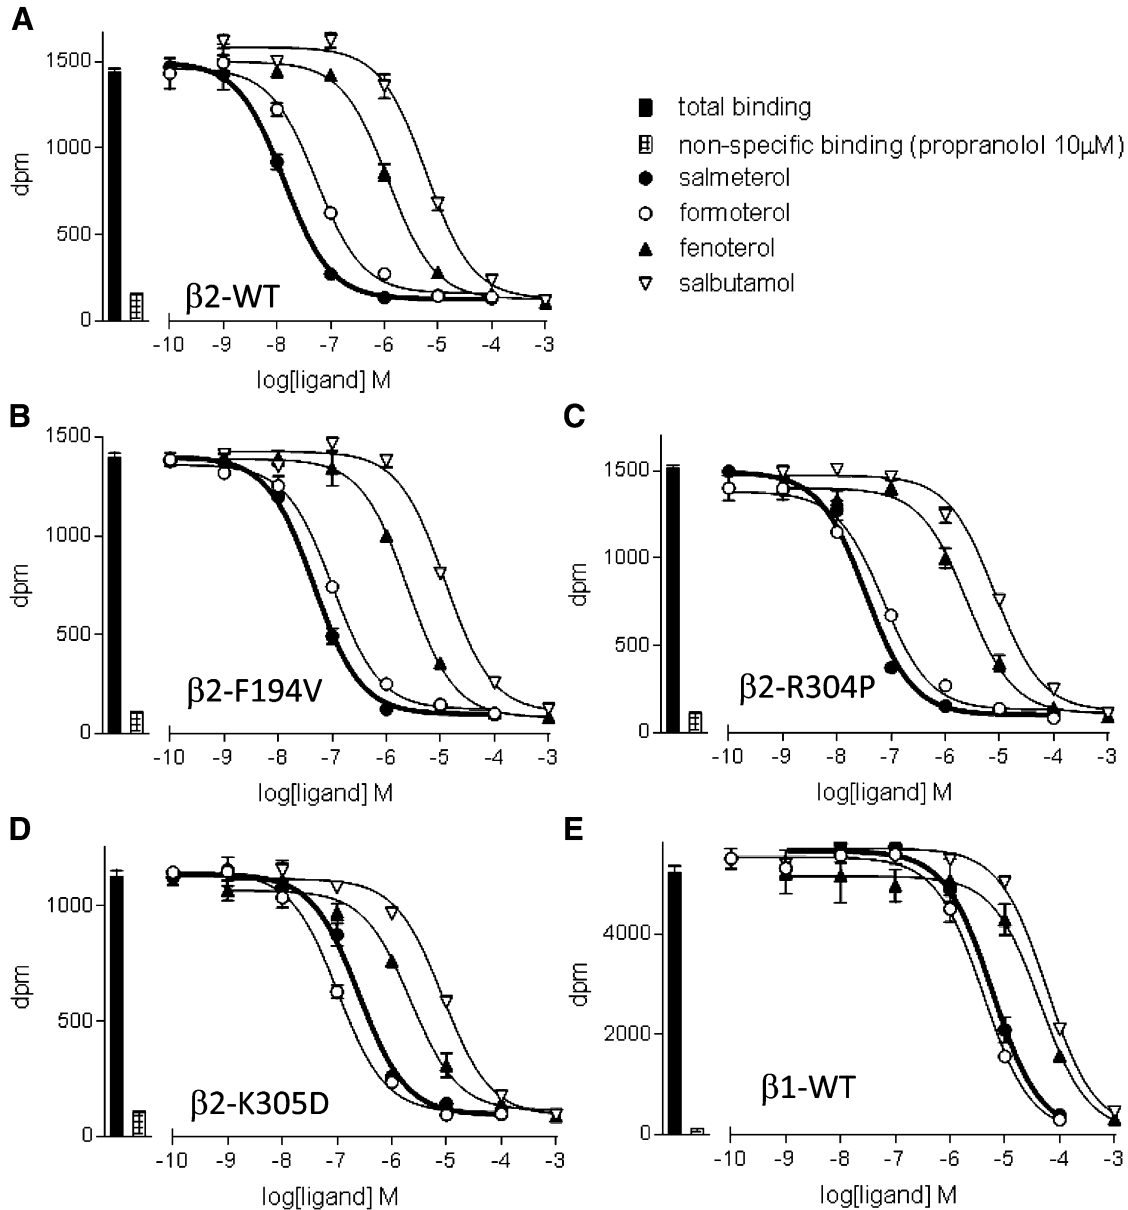 A
1500
1000
500
0
dpm
β2-WT
-10 -9 -8 -7 -6 -5 -4 -3
log[ligand] M
total binding
non-specific binding (propranolol 10μM)
salmeterol
formoterol
fenoterol
salbutamol
B
1500
1000
500
0
dpm
β2-F194V
-10 -9 -8 -7 -6 -5 -4 -3
log[ligand] M
C
1500
1000
500
0
dpm
β2-R304P
-10 -9 -8 -7 -6 -5 -4 -3
log[ligand] M
D
1000
500
0
dpm
β2-K305D
-10 -9 -8 -7 -6 -5 -4 -3
log[ligand] M
E
4000
2000
0
dpm
β1-WT
-10 -9 -8 -7 -6 -5 -4 -3
log[ligand] M